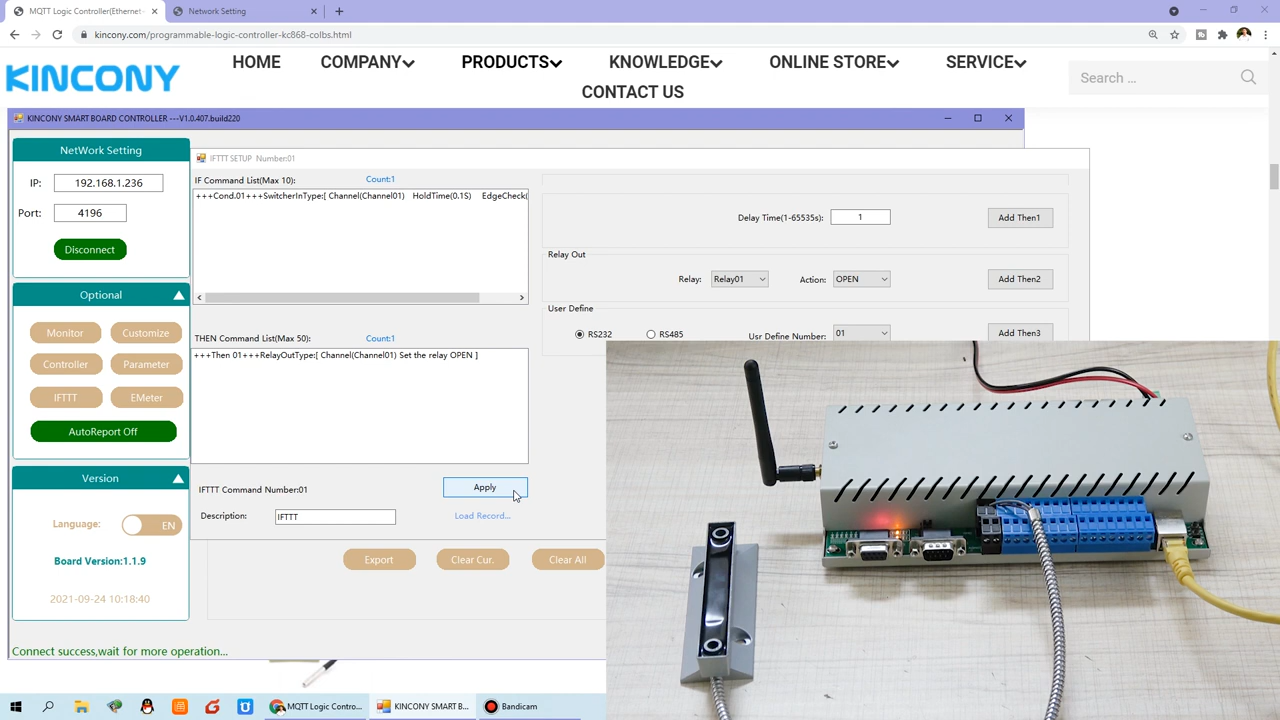 MQTT Logic Controller(Ethernet-
Network Setting
kincony.com/programmable-logic-controller-kc868-colbs.html
KINCONY
HOME
COMPANY
PRODUCTS
KNOWLEDGE
ONLINE STORE
SERVICE
CONTACT US
Search ...
KINCONY SMART BOARD CONTROLLER ---V1.0.407.build220
NetWork Setting
IP:
192.168.1.236
Port:
4196
Disconnect
Optional
Monitor
Customize
Controller
Parameter
IFTTT
EMeter
AutoReport Off
Version
Language:
EN
Board Version:1.1.9
2021-09-24 10:18:40
Connect success,wait for more operation...
IFTTT SETUP Number:01
IF Command List(Max 10):
Count:1
+++Cond.01+++SwitcherInType:[ Channel(Channel01) HoldTime(0.1S) EdgeCheck(
THEN Command List(Max 50):
Count:1
+++Then 01+++RelayOutType:[ Channel(Channel01) Set the relay OPEN ]
IFTTT Command Number:01
Apply
Description:
IFTTT
Load Record...
Export
Clear Cur.
Clear All
Delay Time(1-65535s):
1
Add Then1
Relay Out
Relay:
Relay01
Action:
OPEN
Add Then2
User Define
RS232
RS485
Usr Define Number:
01
Add Then3
MQTT Logic Contro...
KINCONY SMART B...
Bandicam